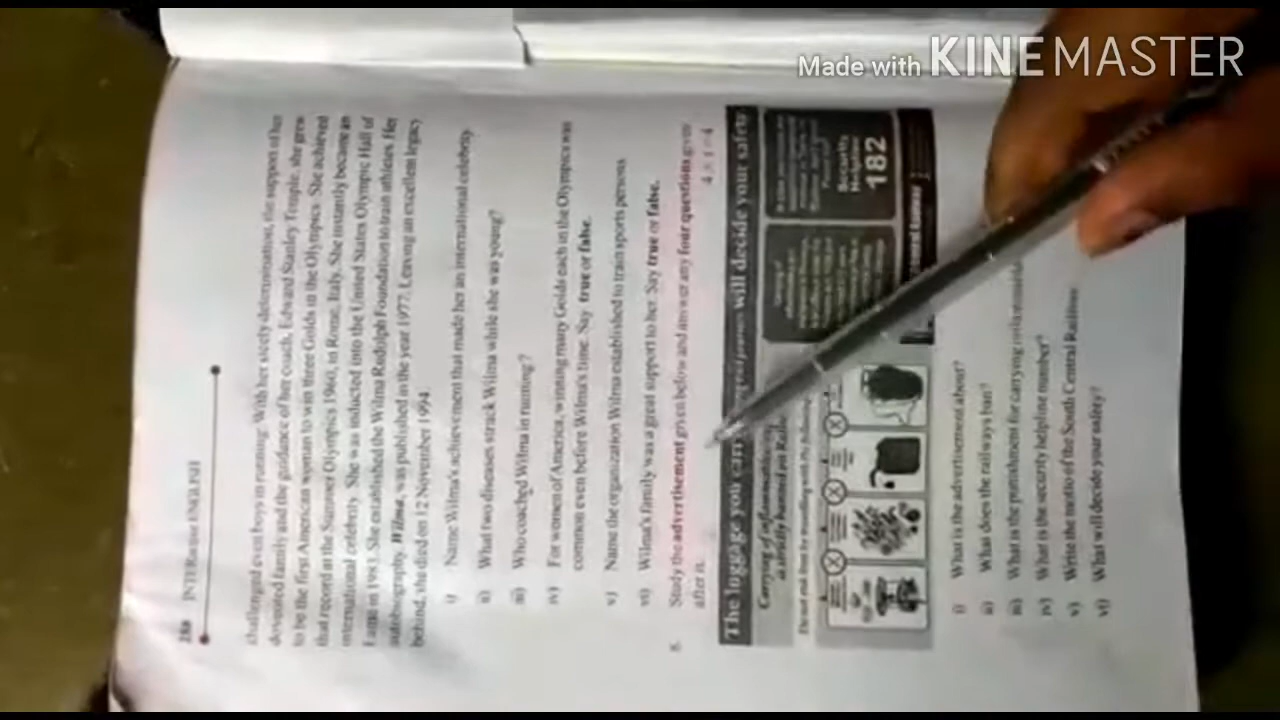 Made with KINEMASTER
288 INTERmediate ENGLISH
challenged even boys in running. With her steely determination, the support of her
devoted family and the guidance of her coach, Edward Stanley Temple, she grew
to be the first American woman to win three Golds in the Olympics. She achieved
that record at the Summer Olympics 1960, in Rome, Italy. She instantly became an
international celebrity. She was inducted into the United States Olympic Hall of
Fame in 1983. She established the Wilma Rudolph Foundation to train athletes. Her
autobiography, Wilma, was published in the year 1977. Leaving an excellent legacy
behind, she died on 12 November 1994.
i) Name Wilma's achievement that made her an international celebrity.
ii) What two diseases struck Wilma while she was young?
iii) Who coached Wilma in running?
iv) For women of America, winning many Golds each in the Olympics was
common even before Wilma's time. Say true or false.
v) Name the organization Wilma established to train sports persons
vi) Wilma's family was a great support to her. Say true or false.
8. Study the advertisement given below and answer any four questions given
after it. 4 x 1 = 4
The luggage you carry will decide your safety
Carrying of inflammable
is strictly banned on Rail
Security
Helpline
182
i) What is the advertisement about?
ii) What does the railways ban?
iii) What is the punishment for carrying
iv) What is the security helpline number?
v) Write the motto of the South Central Railway
vi) What will decide your safety?